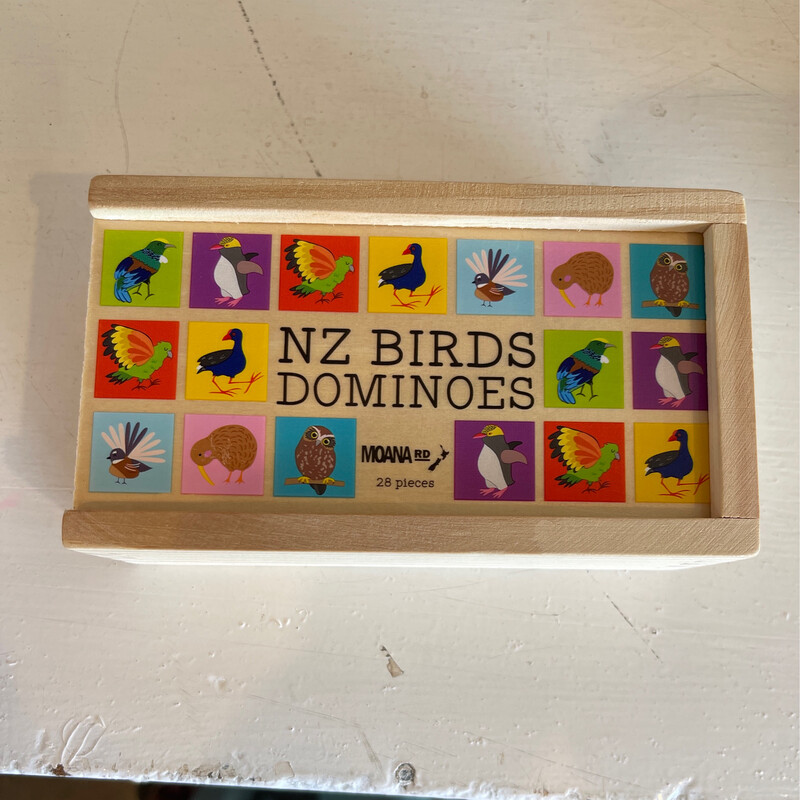 NZ BIRDS
DOMINOES
MOANA RD
28 pieces